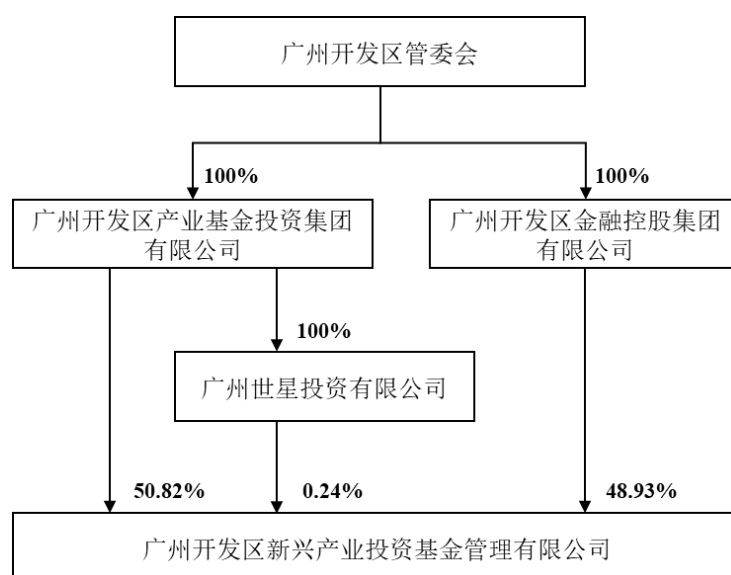 广州开发区管委会
100%
100%
广州开发区产业基金投资集团
有限公司
广州开发区金融控股集团
有限公司
100%
广州世星投资有限公司
50.82%
0.24%
48.93%
广州开发区新兴产业投资基金管理有限公司